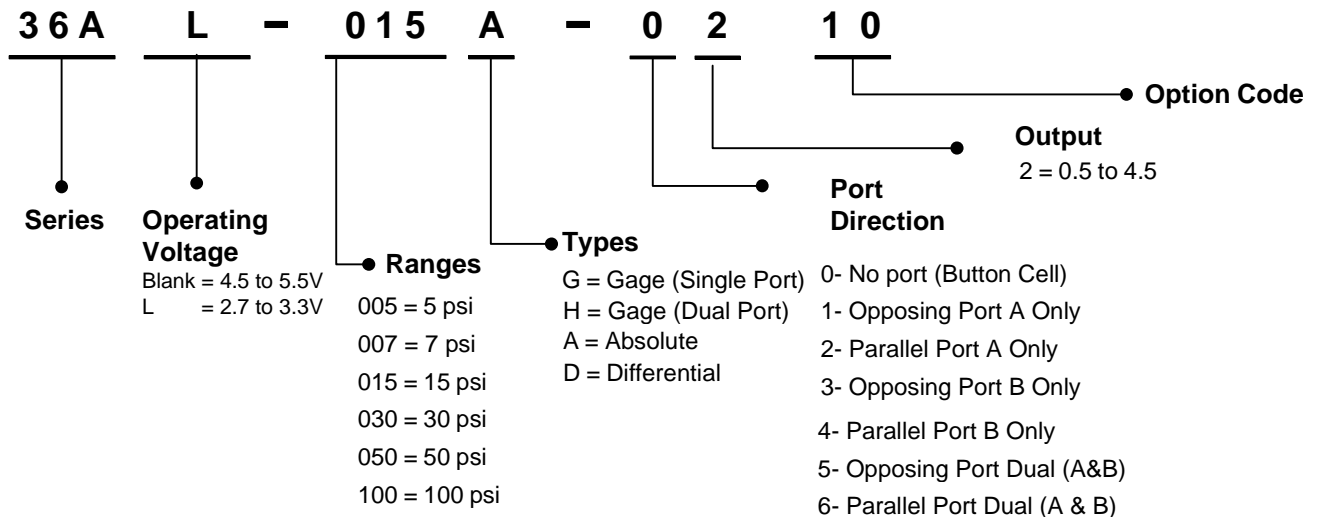 36A L - 015 A - 0 2 10
Option Code
Output
2 = 0.5 to 4.5
Port
Direction
0- No port (Button Cell)
1- Opposing Port A Only
2- Parallel Port A Only
3- Opposing Port B Only
4- Parallel Port B Only
5- Opposing Port Dual (A&B)
6- Parallel Port Dual (A & B)
Series
Operating
Voltage
Blank = 4.5 to 5.5V
L = 2.7 to 3.3V
Ranges
005 = 5 psi
007 = 7 psi
015 = 15 psi
030 = 30 psi
050 = 50 psi
100 = 100 psi
Types
G = Gage (Single Port)
H = Gage (Dual Port)
A = Absolute
D = Differential